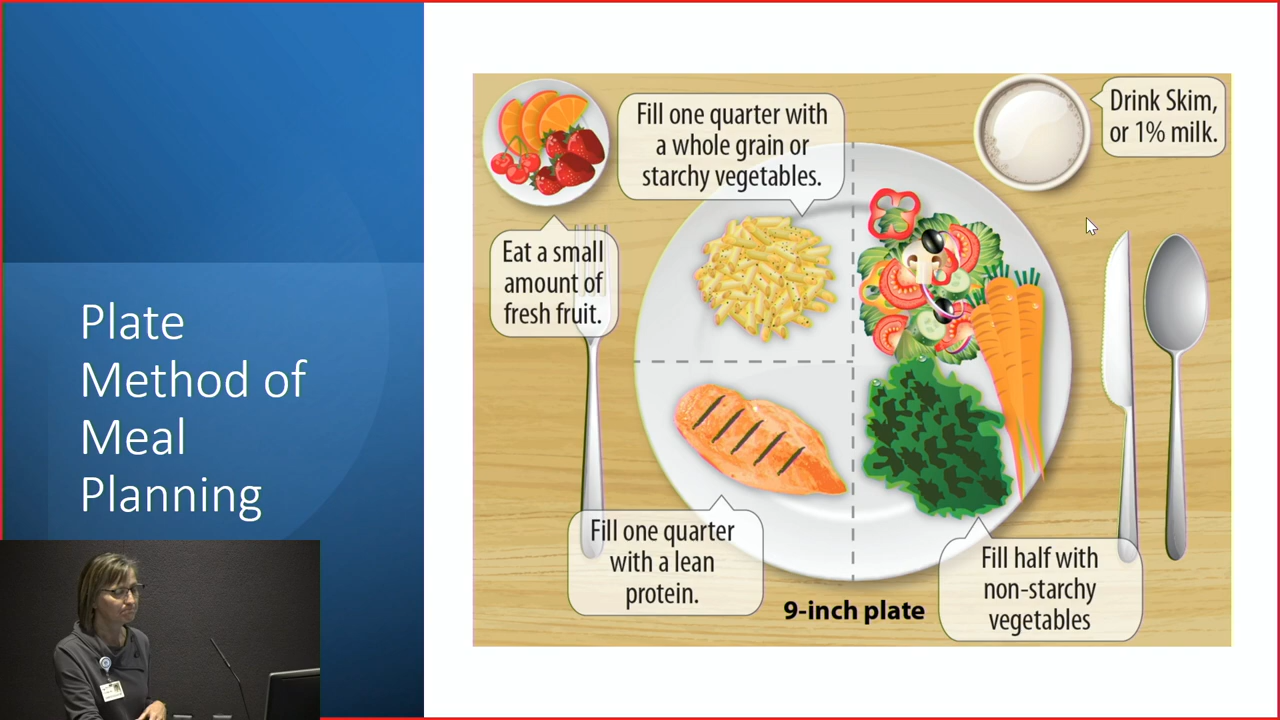 Plate
Method of
Meal
Planning
Fill one quarter with
a whole grain or
starchy vegetables.
Drink Skim,
or 1% milk.
Eat a small
amount of
fresh fruit.
Fill one quarter
with a lean
protein.
9-inch plate
Fill half with
non-starchy
vegetables